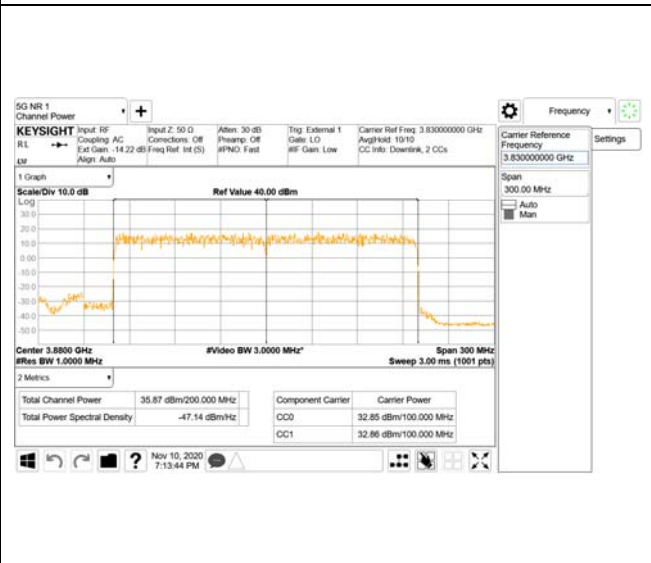 5G NR 1
Channel Power
Frequency
KEYSIGHT
Input: RF
Coupling: AC
Ext Gain: -14.22 dB
Align: Auto
Input Z: 50 Ω
Corrections: Off
Freq Ref: Int (S)
Atten: 30 dB
Preamp: Off
#PNO: Fast
Trig: External 1
Gate: LO
#IF Gain: Low
Carrier Ref Freq: 3.830000000 GHz
Avg|Hold: 10/10
CC Info: Downlink, 2 CCs
Carrier Reference
Frequency
3.830000000 GHz
Settings
Span
300.00 MHz
Auto
Man
1 Graph
Scale/Div 10.0 dB
Ref Value 40.00 dBm
Log
30.0
20.0
10.0
0.00
-10.0
-20.0
-30.0
-40.0
-50.0
Center 3.8800 GHz
#Video BW 3.0000 MHz*
Span 300 MHz
#Res BW 1.0000 MHz
Sweep 3.00 ms (1001 pts)
2 Metrics
Total Channel Power
35.87 dBm/200.000 MHz
Total Power Spectral Density
-47.14 dBm/Hz
Component Carrier
Carrier Power
CC0
32.85 dBm/100.000 MHz
CC1
32.86 dBm/100.000 MHz
Nov 10, 2020
7:13:44 PM